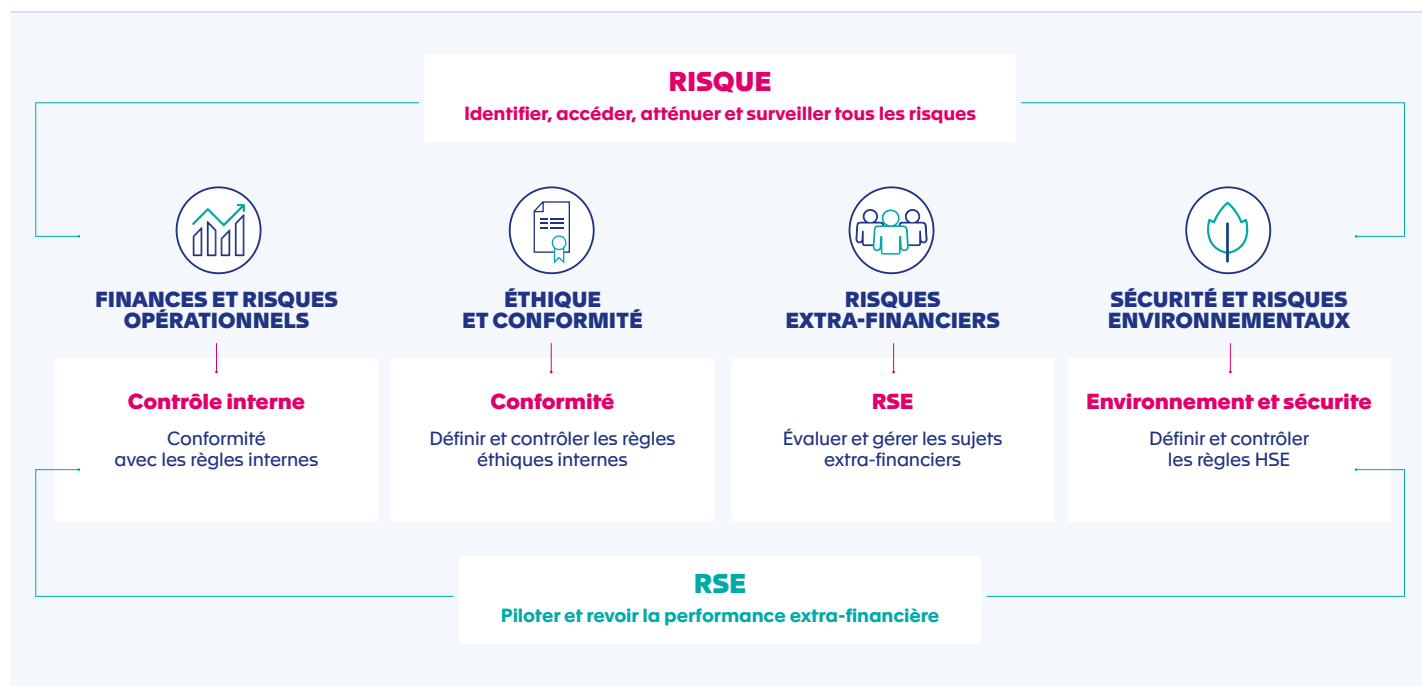 RISQUE
Identifier, accéder, atténuer et surveiller tous les risques
FINANCES ET RISQUES
OPÉRATIONNELS
ÉTHIQUE
ET CONFORMITÉ
RISQUES
EXTRA-FINANCIERS
SÉCURITÉ ET RISQUES
ENVIRONNEMENTAUX
Contrôle interne
Conformité
avec les règles internes
Conformité
Définir et contrôler les règles
éthiques internes
RSE
Évaluer et gérer les sujets
extra-financiers
Environnement et sécurite
Définir et contrôler
les règles HSE
RSE
Piloter et revoir la performance extra-financière